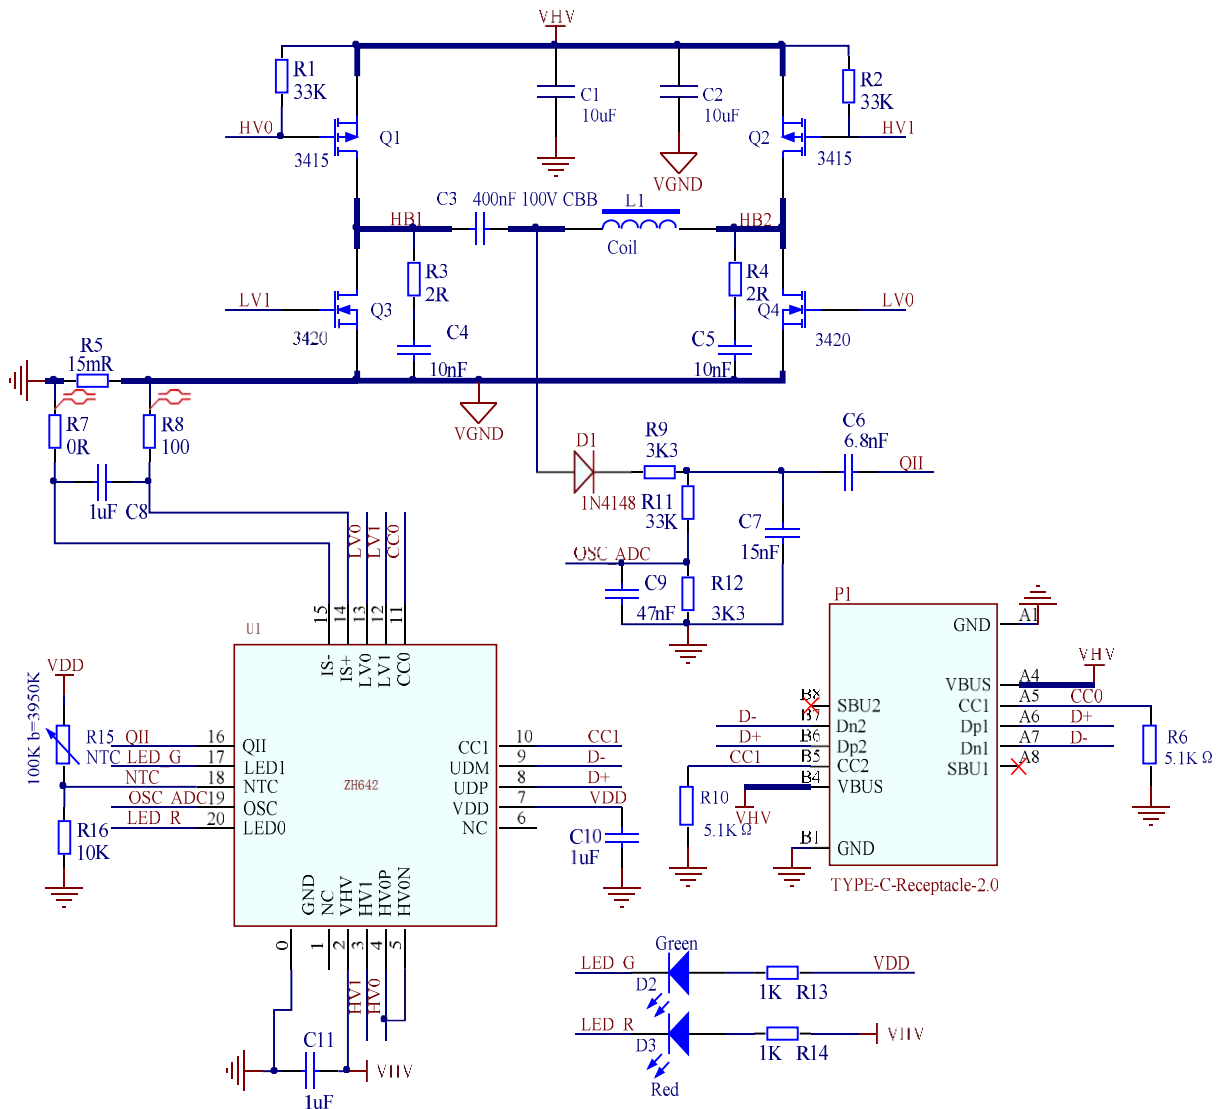 VHV
R1
33K
HV0
Q1
3415
C1
10uF
C2
10uF
VGND
R2
33K
HV1
Q2
3415
C3
400nF 100V CBB
L1
Coil
HB1
HB2
R3
2R
R4
2R
LV1
Q3
3420
LV0
Q4
3420
C4
10nF
C5
10nF
R5
15mR
VGND
R7
0R
R8
100
1uF
C8
D1
1N4148
R9
3K3
C6
6.8nF
QII
R11
33K
C7
15nF
OSC_ADC
C9
47nF
R12
3K3
LV0
LV1
CC0
15
14
13
12
11
U1
IS-
IS+
LV0
LV1
CC0
VDD
100K b=3950K
R15
NTC
QII
LED_G
NTC
OSC_ADC
LED_R
16
17
18
19
20
QII
LED1
NTC
OSC
LED0
R16
10K
ZH642
CC1
UDM
UDP
VDD
NC
10
9
8
7
6
CC1
D-
D+
VDD
C10
1uF
GND
NC
VHV
HV1
HV0P
HV0N
0
1
2
3
4
5
HV1
HV0
C11
1uF
VHV
P1
GND
A1
VBUS
A4
VHV
CC1
A5
CC0
Dp1
A6
D+
Dn1
A7
D-
SBU1
A8
R6
5.1KΩ
B8
SBU2
D-
B7
Dn2
D+
B6
Dp2
CC1
B5
CC2
B4
VBUS
R10
5.1KΩ
VHV
B1
GND
TYPE-C-Receptacle-2.0
Green
LED_G
D2
1K
R13
VDD
LED_R
D3
Red
1K
R14
VHV